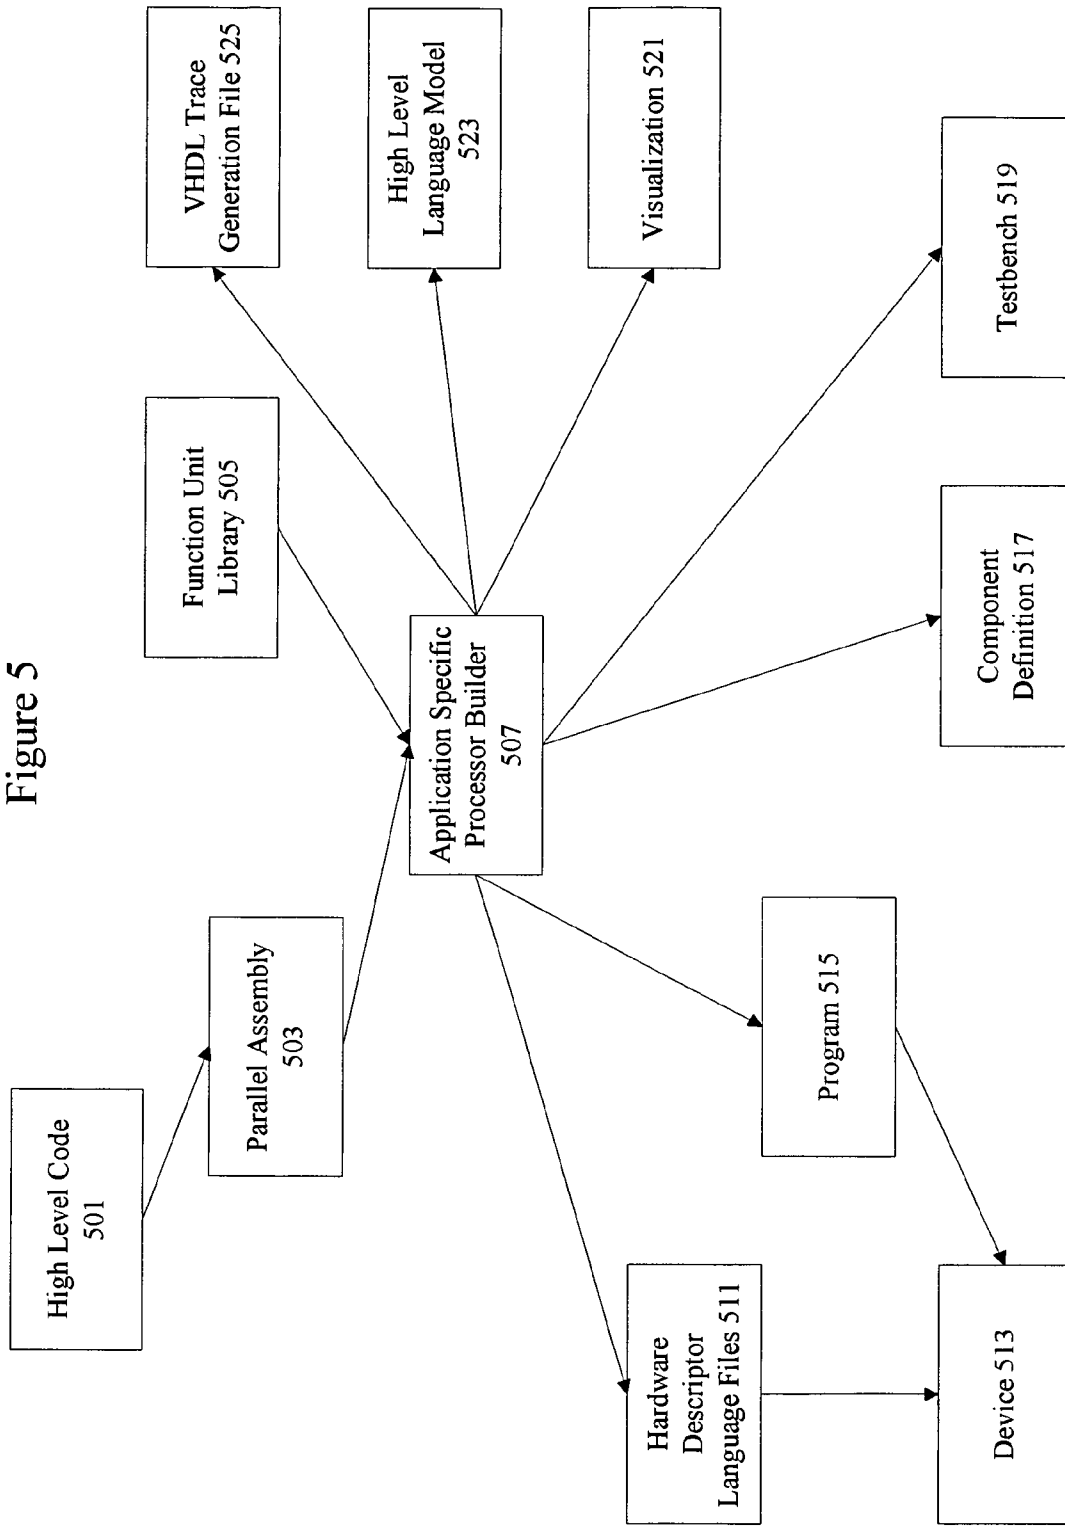 Figure 5
High Level Code
501
Parallel Assembly
503
Function Unit
Library 505
VHDL Trace
Generation File 525
Application Specific
Processor Builder
507
High Level
Language Model
523
Visualization 521
Hardware
Descriptor
Language Files 511
Program 515
Device 513
Component
Definition 517
Testbench 519